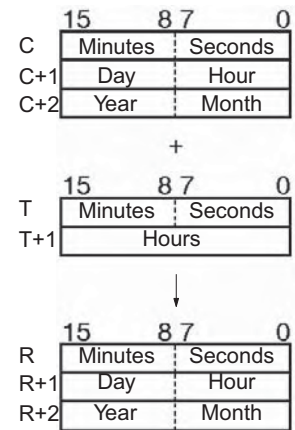 15 8 7 0
C Minutes Seconds
C+1 Day Hour
C+2 Year Month
+
15 8 7 0
T Minutes Seconds
T+1 Hours
15 8 7 0
R Minutes Seconds
R+1 Day Hour
R+2 Year Month